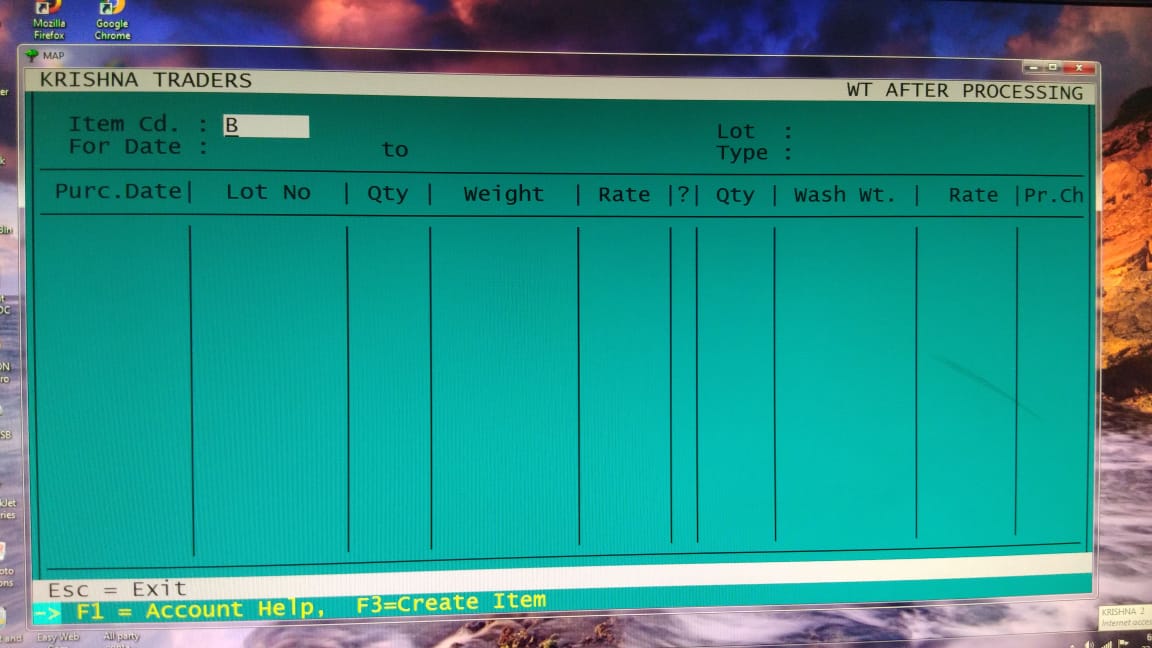 Mozilla Firefox
Google Chrome
MAP
KRISHNA TRADERS WT AFTER PROCESSING
Item Cd. : B Lot :
For Date : to Type :
Purc.Date| Lot No | Qty | Weight | Rate |?| Qty | Wash Wt. | Rate |Pr.Ch
Esc = Exit
-> F1 = Account Help, F3=Create Item
KRISHNA 2
Internet acces
Easy Web
All party